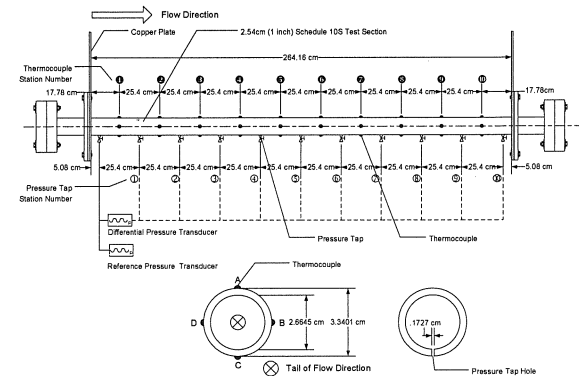 Flow Direction
Copper Plate
2.54cm (1 inch) Schedule 10S Test Section
264.16 cm
Thermocouple
Station Number
1 2 3 4 5 6 7 8 9 10
17.78 cm 25.4 cm 25.4 cm 25.4 cm 25.4 cm 25.4 cm 25.4 cm 25.4 cm 25.4 cm 25.4 cm 17.78cm
5.08 cm 25.4 cm 25.4 cm 25.4 cm 25.4 cm 25.4 cm 25.4 cm 25.4 cm 25.4 cm 25.4 cm 25.4 cm 5.08 cm
Pressure Tap
Station Number
1 2 3 4 5 6 7 8 9 10
Differential Pressure Transducer
Pressure Tap
Thermocouple
Reference Pressure Transducer
Thermocouple
A
D
B
C
2.6645 cm
3.3401 cm
.1727 cm
Tail of Flow Direction
Pressure Tap Hole